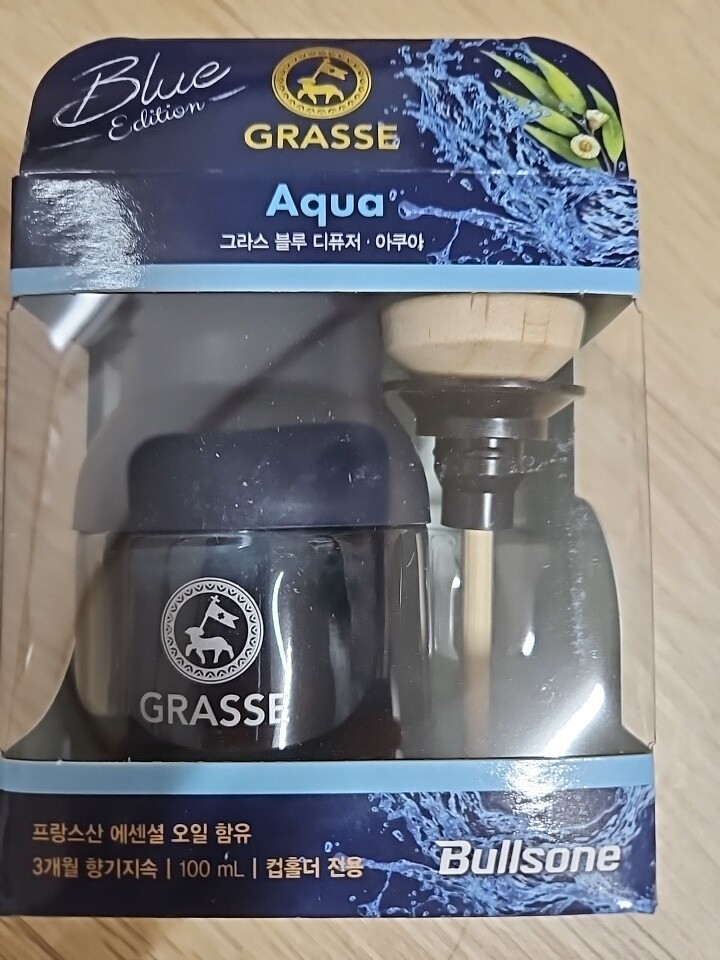 Blue
Edition
GRASSE
Aqua
그라스 블루 디퓨저 · 아쿠아
GRASSE
프랑스산 에센셜 오일 함유
3개월 향기지속 | 100 mL | 컵홀더 전용
Bullsone